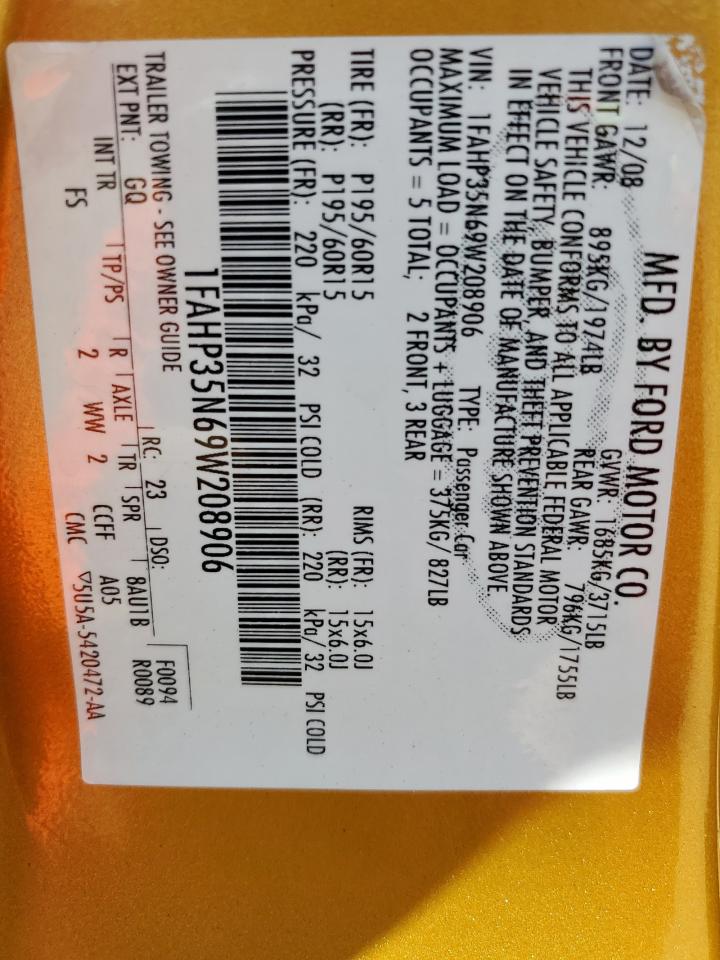 MFD. BY FORD MOTOR CO.
DATE: 12/08 GVWR: 1685KG/3715LB
FRONT GAWR: 895KG/1974LB REAR GAWR: 796KG/1755LB
THIS VEHICLE CONFORMS TO ALL APPLICABLE FEDERAL MOTOR
VEHICLE SAFETY, BUMPER, AND THEFT PREVENTION STANDARDS
IN EFFECT ON THE DATE OF MANUFACTURE SHOWN ABOVE.
VIN: 1FAHP35N69W208906 TYPE: Passenger Car
MAXIMUM LOAD = OCCUPANTS + LUGGAGE = 375KG/ 827LB
OCCUPANTS = 5 TOTAL; 2 FRONT, 3 REAR
TIRE (FR): P195/60R15 RIMS (FR): 15x6.0J
(RR): P195/60R15 (RR): 15x6.0J
PRESSURE (FR): 220 kPa/ 32 PSI COLD (RR): 220 kPa/ 32 PSI COLD
1FAHP35N69W208906
TRAILER TOWING - SEE OWNER GUIDE F0094
EXT PNT: GQ RC: 23 DSO: R0089
INT TR TP/PS R AXLE TR SPR 8AU1B
FS 2 WW 2 CCFF A05
CMC ▽5U5A-5420472-AA